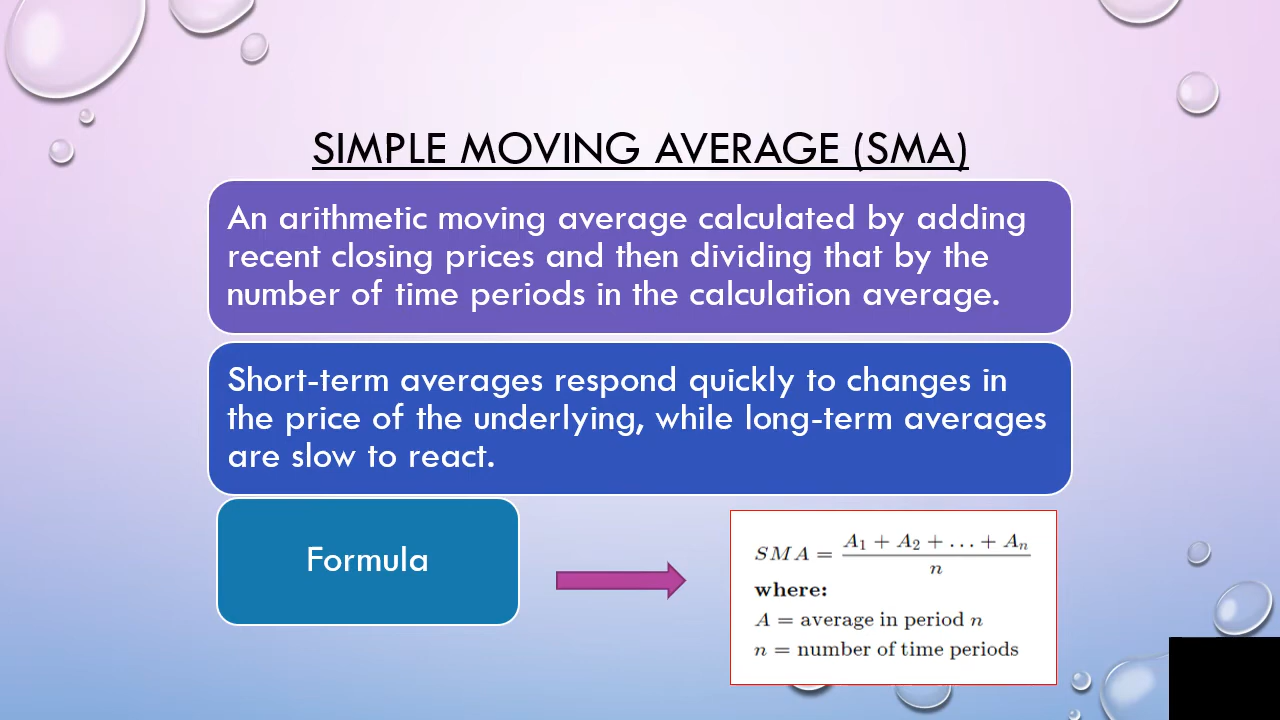 SIMPLE MOVING AVERAGE (SMA)
An arithmetic moving average calculated by adding
recent closing prices and then dividing that by the
number of time periods in the calculation average.
Short-term averages respond quickly to changes in
the price of the underlying, while long-term averages
are slow to react.
Formula
SMA = (A₁ + A₂ + … + Aₙ) / n
where:
A = average in period n
n = number of time periods